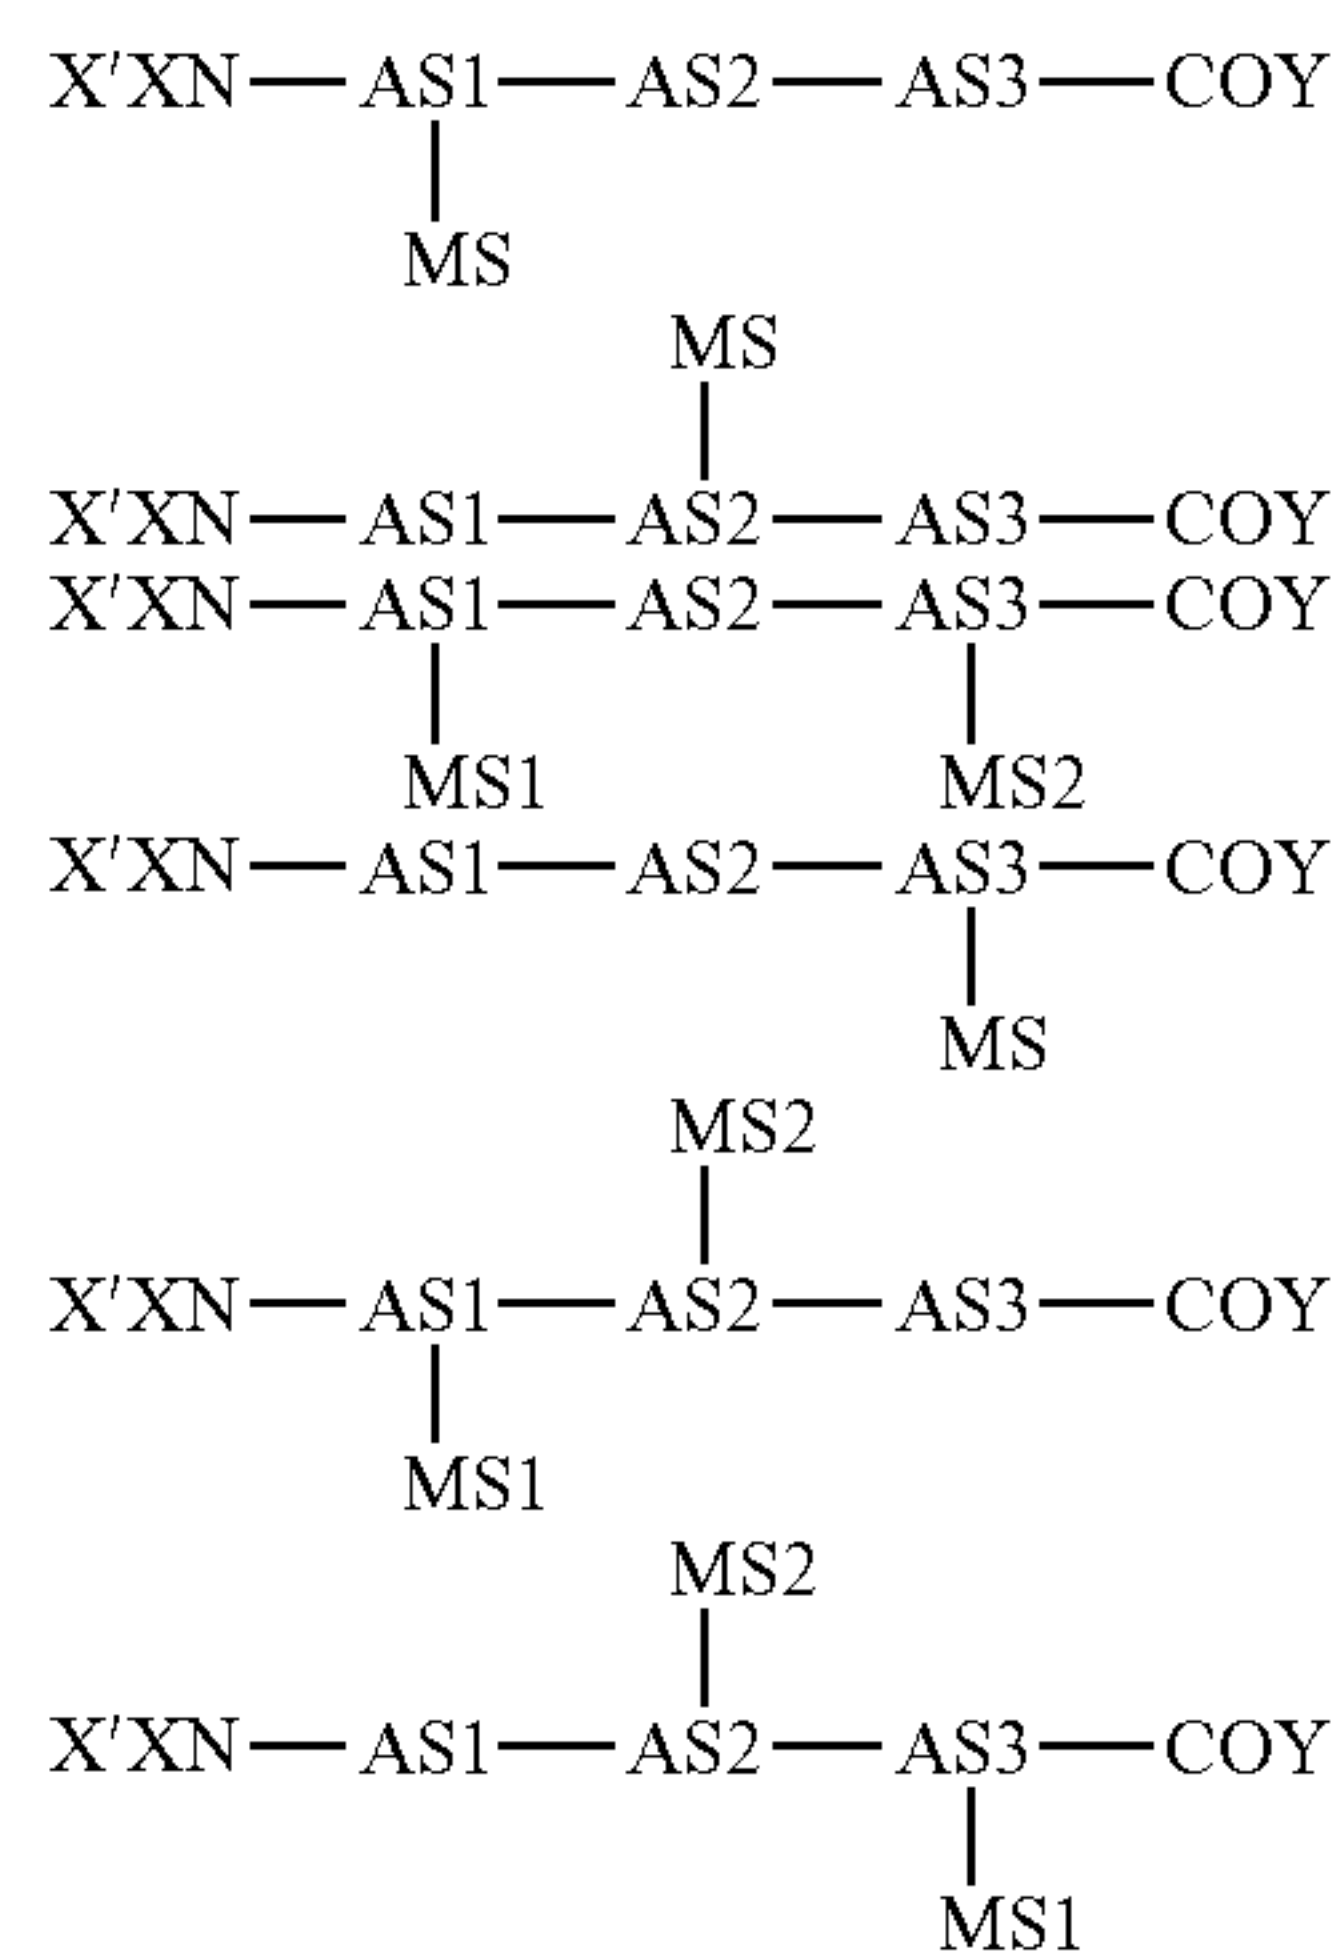 X'XN — AS1 — AS2 — AS3 — COY
MS
MS
X'XN — AS1 — AS2 — AS3 — COY
X'XN — AS1 — AS2 — AS3 — COY
MS1 MS2
X'XN — AS1 — AS2 — AS3 — COY
MS
MS2
X'XN — AS1 — AS2 — AS3 — COY
MS1
MS2
X'XN — AS1 — AS2 — AS3 — COY
MS1